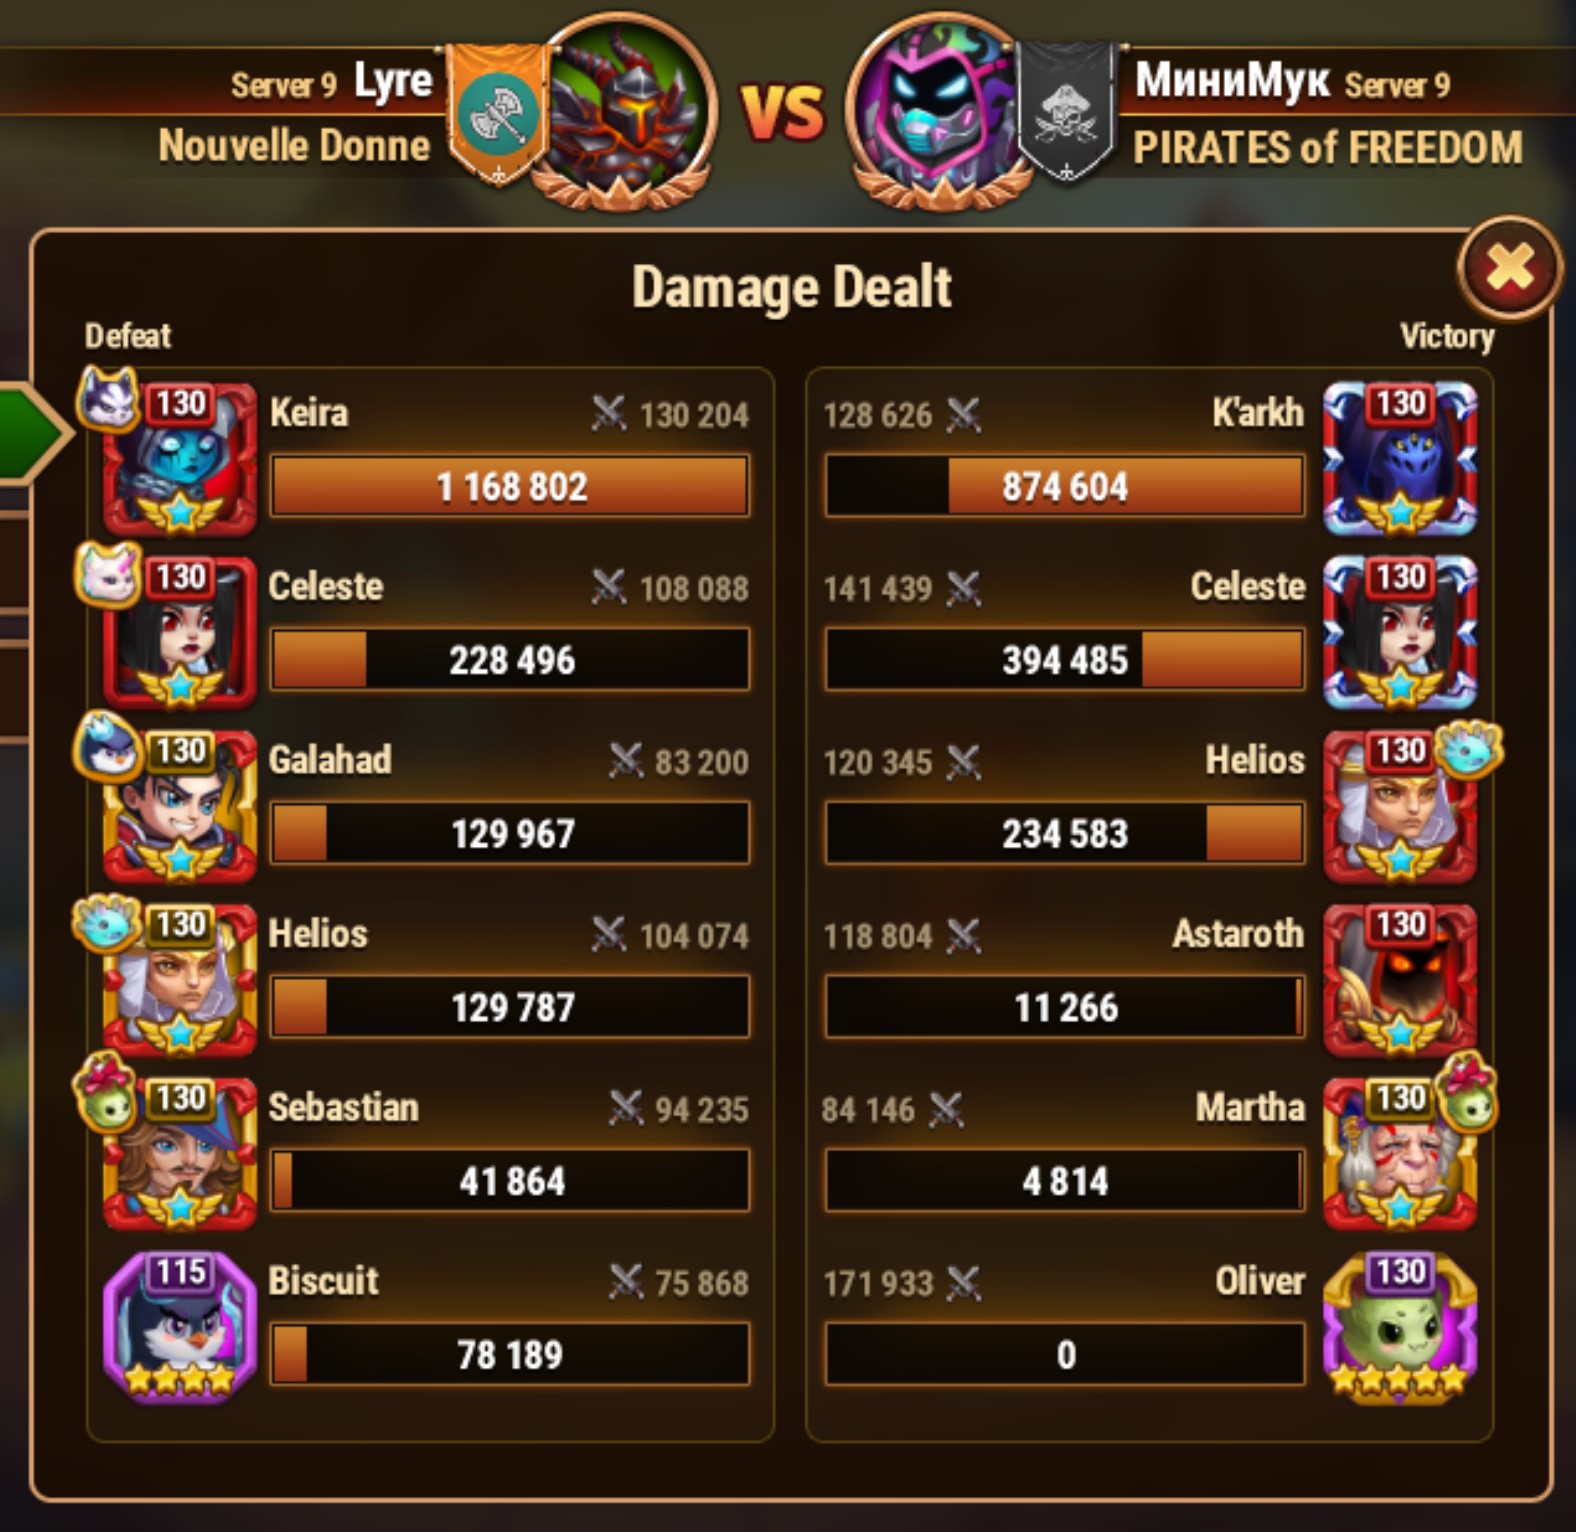 Server 9 Lyre
Nouvelle Donne
VS
МиниМук Server 9
PIRATES of FREEDOM
Damage Dealt
Defeat
Victory
130 Keira 130 204
1 168 802
130 Celeste 108 088
228 496
130 Galahad 83 200
129 967
130 Helios 104 074
129 787
130 Sebastian 94 235
41 864
115 Biscuit 75 868
78 189
128 626 K'arkh 130
874 604
141 439 Celeste 130
394 485
120 345 Helios 130
234 583
118 804 Astaroth 130
11 266
84 146 Martha 130
4 814
171 933 Oliver 130
0